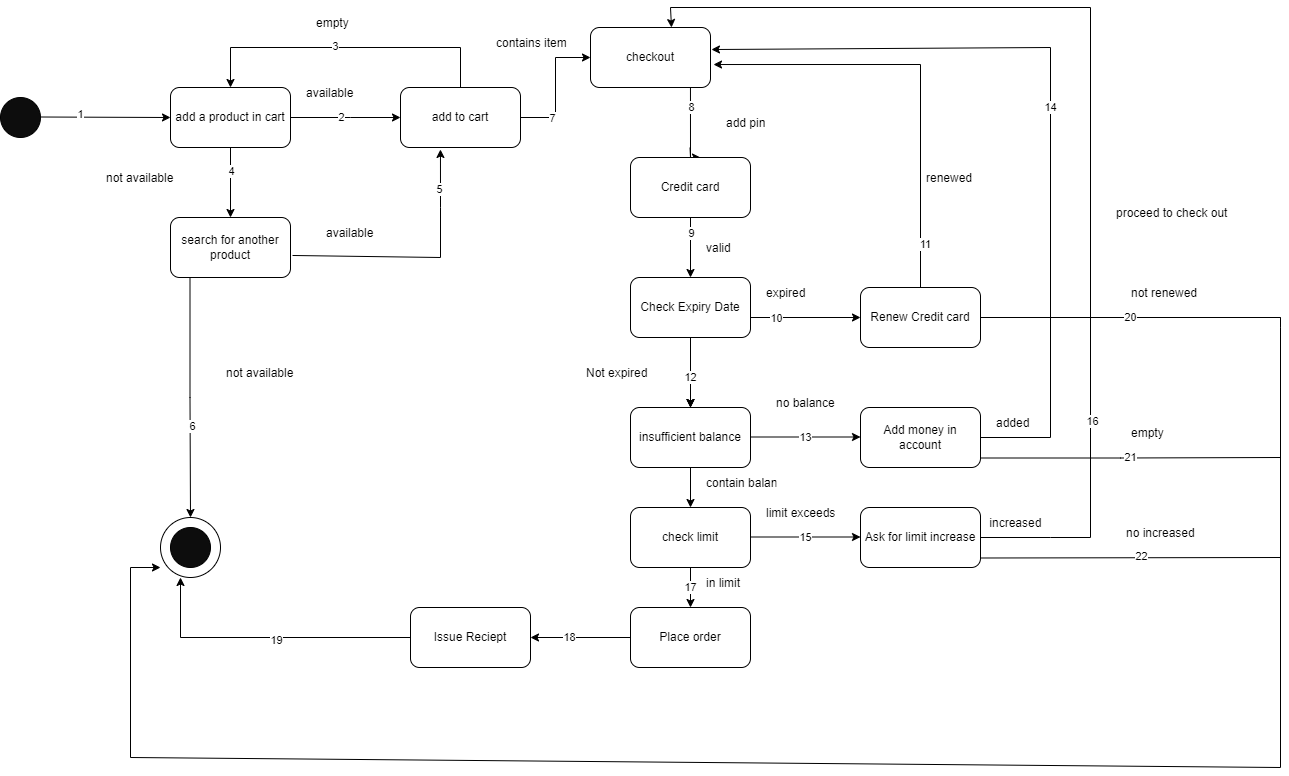 empty
3
contains item
checkout
available
1
add a product in cart
2
add to cart
7
8
14
add pin
not available
4
5
Credit card
renewed
search for another
product
available
9
valid
11
proceed to check out
Check Expiry Date
expired
10
Renew Credit card
not renewed
20
not available
Not expired
12
6
no balance
insufficient balance
13
Add money in
account
added
16
empty
21
contain balan
check limit
limit exceeds
15
Ask for limit increase
increased
no increased
22
17
in limit
19
Issue Reciept
18
Place order